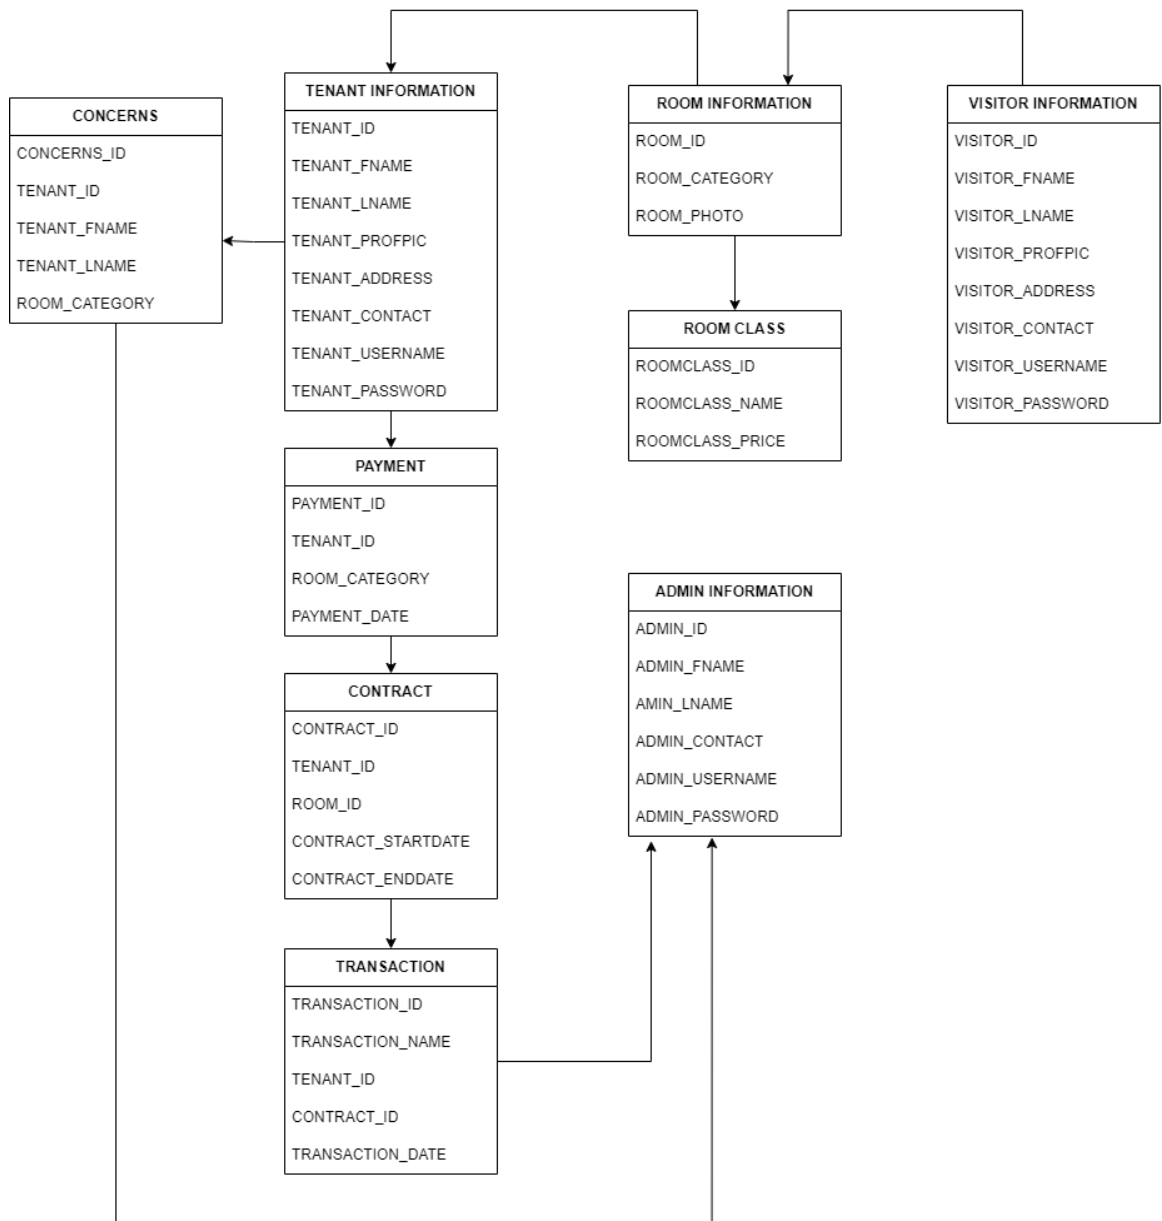 CONCERNS
CONCERNS_ID
TENANT_ID
TENANT_FNAME
TENANT_LNAME
ROOM_CATEGORY
TENANT INFORMATION
TENANT_ID
TENANT_FNAME
TENANT_LNAME
TENANT_PROFPIC
TENANT_ADDRESS
TENANT_CONTACT
TENANT_USERNAME
TENANT_PASSWORD
PAYMENT
PAYMENT_ID
TENANT_ID
ROOM_CATEGORY
PAYMENT_DATE
CONTRACT
CONTRACT_ID
TENANT_ID
ROOM_ID
CONTRACT_STARTDATE
CONTRACT_ENDDATE
TRANSACTION
TRANSACTION_ID
TRANSACTION_NAME
TENANT_ID
CONTRACT_ID
TRANSACTION_DATE
ROOM INFORMATION
ROOM_ID
ROOM_CATEGORY
ROOM_PHOTO
ROOM CLASS
ROOMCLASS_ID
ROOMCLASS_NAME
ROOMCLASS_PRICE
ADMIN INFORMATION
ADMIN_ID
ADMIN_FNAME
AMIN_LNAME
ADMIN_CONTACT
ADMIN_USERNAME
ADMIN_PASSWORD
VISITOR INFORMATION
VISITOR_ID
VISITOR_FNAME
VISITOR_LNAME
VISITOR_PROFPIC
VISITOR_ADDRESS
VISITOR_CONTACT
VISITOR_USERNAME
VISITOR_PASSWORD